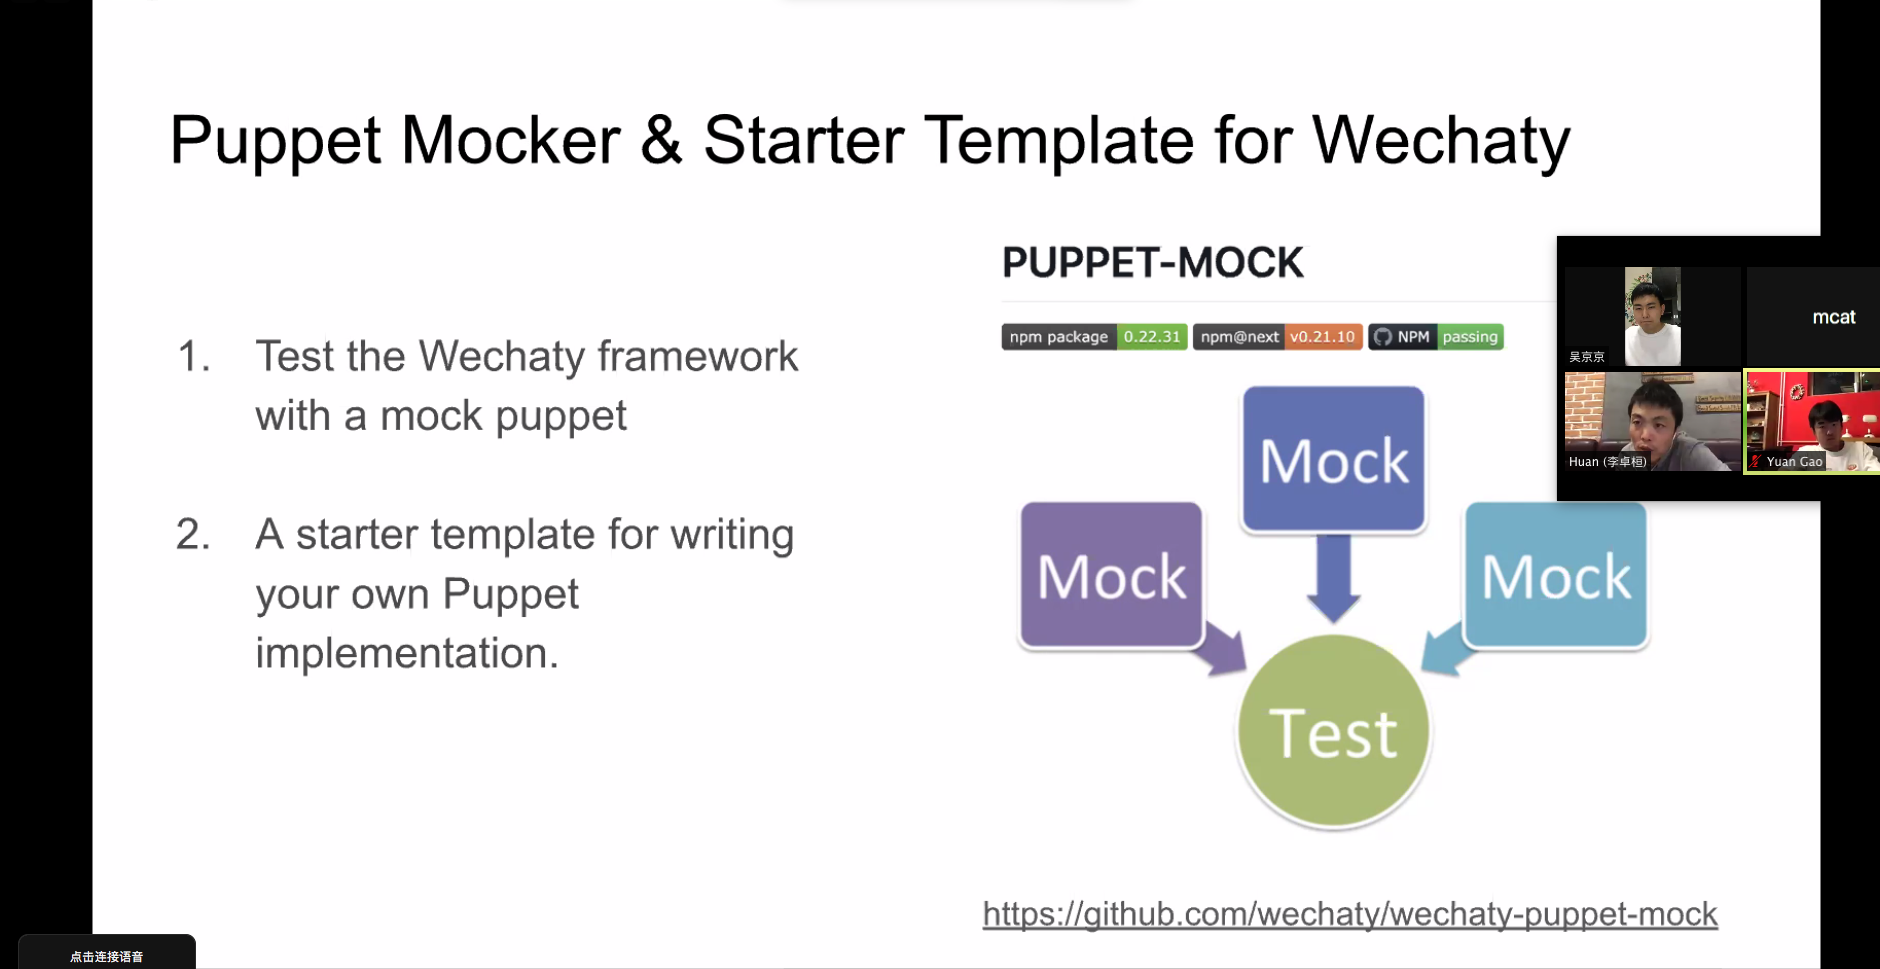 Puppet Mocker & Starter Template for Wechaty
1. Test the Wechaty framework
with a mock puppet
2. A starter template for writing
your own Puppet
implementation.
PUPPET-MOCK
npm package 0.22.31 npm@next v0.21.10 NPM passing
Mock
Mock
Mock
Test
https://github.com/wechaty/wechaty-puppet-mock
吴京京
mcat
Huan (李卓桓)
Yuan Gao
点击连接语音